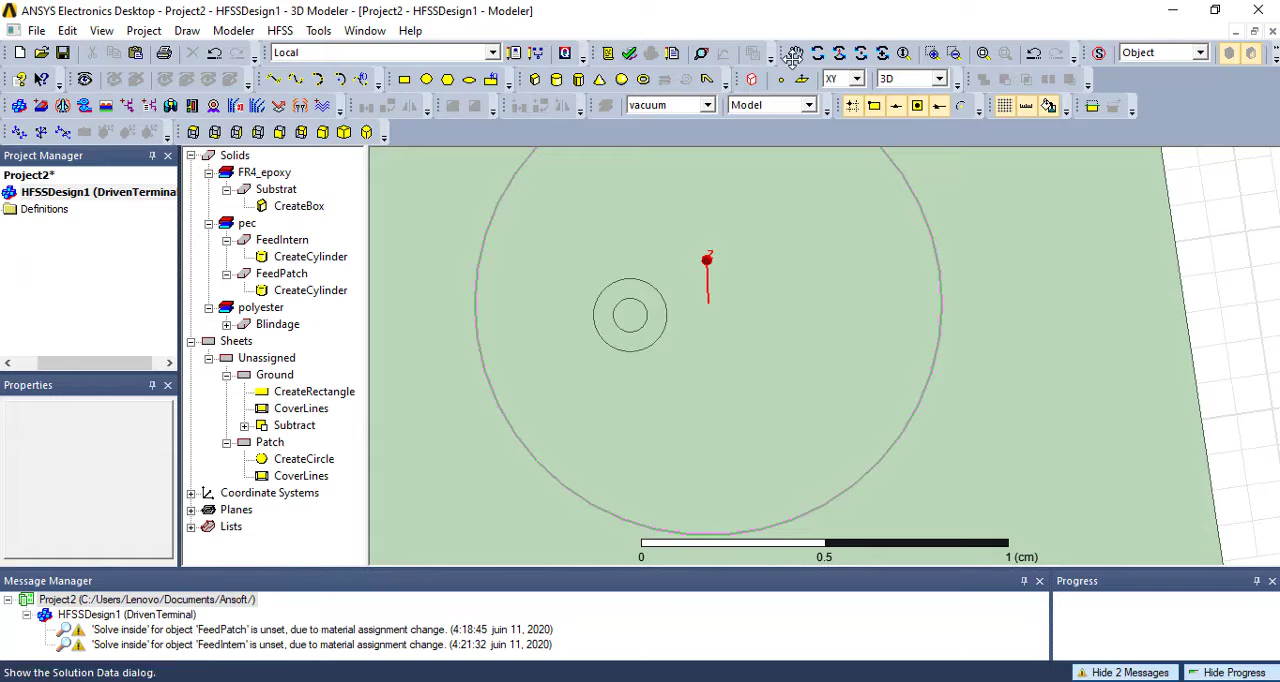 ANSYS Electronics Desktop - Project2 - HFSSDesign1 - 3D Modeler - [Project2 - HFSSDesign1 - Modeler]
File Edit View Project Draw Modeler HFSS Tools Window Help
Local Object
XY 3D
vacuum Model
Project Manager
Project2*
HFSSDesign1 (DrivenTermina
Definitions
Properties
Solids
FR4_epoxy
Substrat
CreateBox
pec
FeedIntern
CreateCylinder
FeedPatch
CreateCylinder
polyester
Blindage
Sheets
Unassigned
Ground
CreateRectangle
CoverLines
Subtract
Patch
CreateCircle
CoverLines
Coordinate Systems
Planes
Lists
Z
0 0.5 1 (cm)
Message Manager
Project2 (C:/Users/Lenovo/Documents/Ansoft/)
HFSSDesign1 (DrivenTerminal)
'Solve inside' for object 'FeedPatch' is unset, due to material assignment change. (4:18:45 juin 11, 2020)
'Solve inside' for object 'FeedIntern' is unset, due to material assignment change. (4:21:32 juin 11, 2020)
Progress
Show the Solution Data dialog.
Hide 2 Messages
Hide Progress